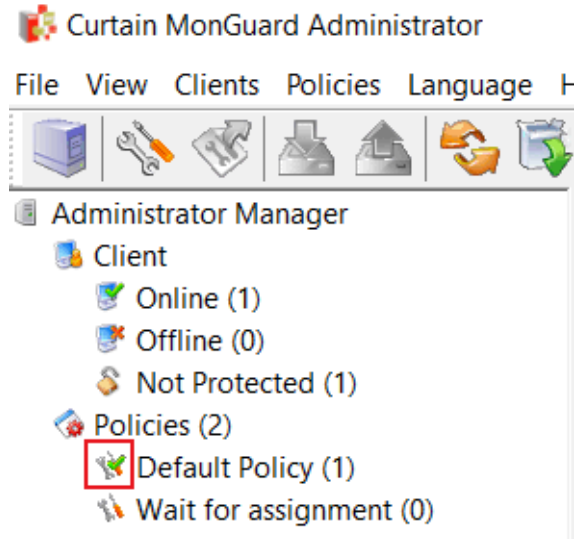 Curtain MonGuard Administrator
File View Clients Policies Language H
Administrator Manager
Client
Online (1)
Offline (0)
Not Protected (1)
Policies (2)
Default Policy (1)
Wait for assignment (0)